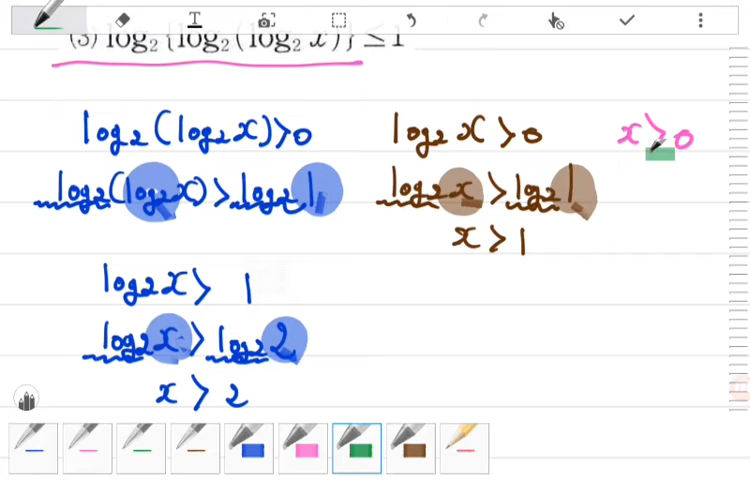 (3) log₂{log₂(log₂ x)} ≤ 1
log₂(log₂x)>0
log₂(log₂x) > log₂1
log₂x > 1
log₂x > log₂2
x > 2
log₂x > 0
log₂x > log₂1
x > 1
x > 0
T